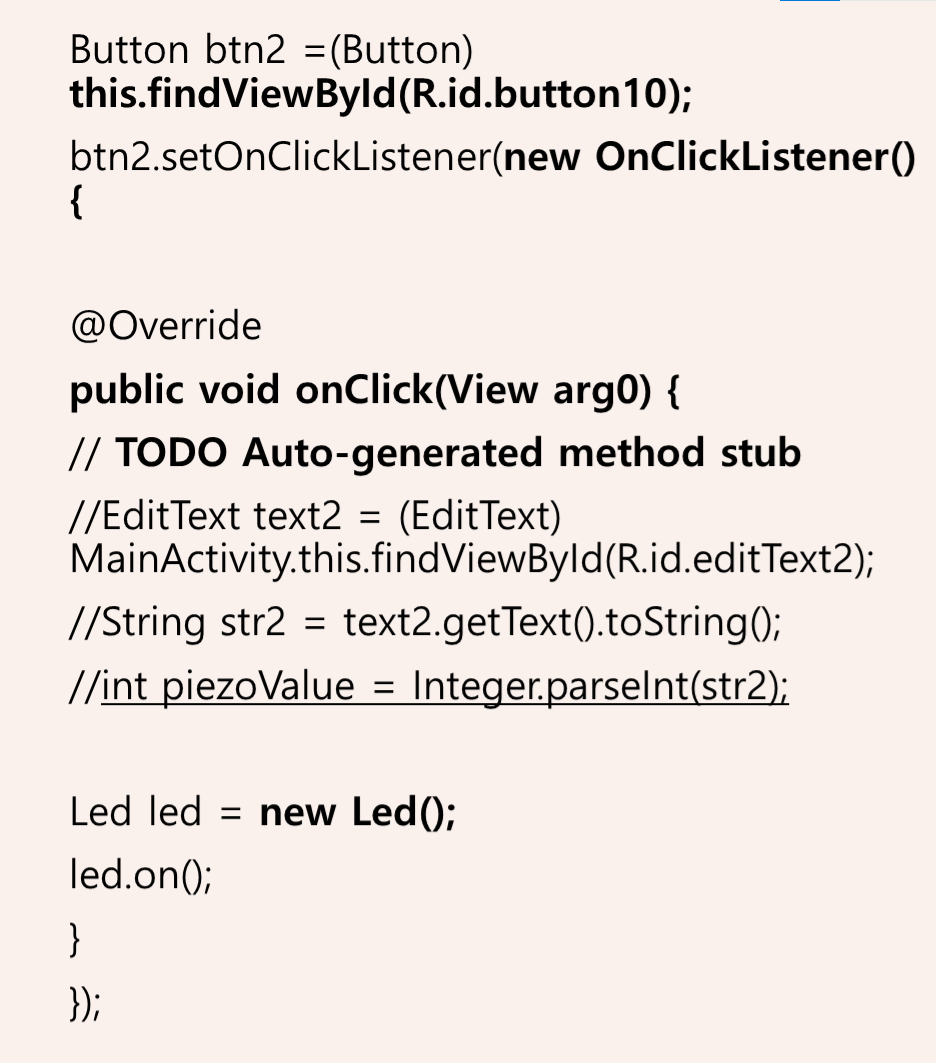 Button btn2 =(Button)
this.findViewById(R.id.button10);
btn2.setOnClickListener(new OnClickListener()
{
@Override
public void onClick(View arg0) {
// TODO Auto-generated method stub
//EditText text2 = (EditText)
MainActivity.this.findViewById(R.id.editText2);
//String str2 = text2.getText().toString();
//int piezoValue = Integer.parseInt(str2);
Led led = new Led();
led.on();
}
});